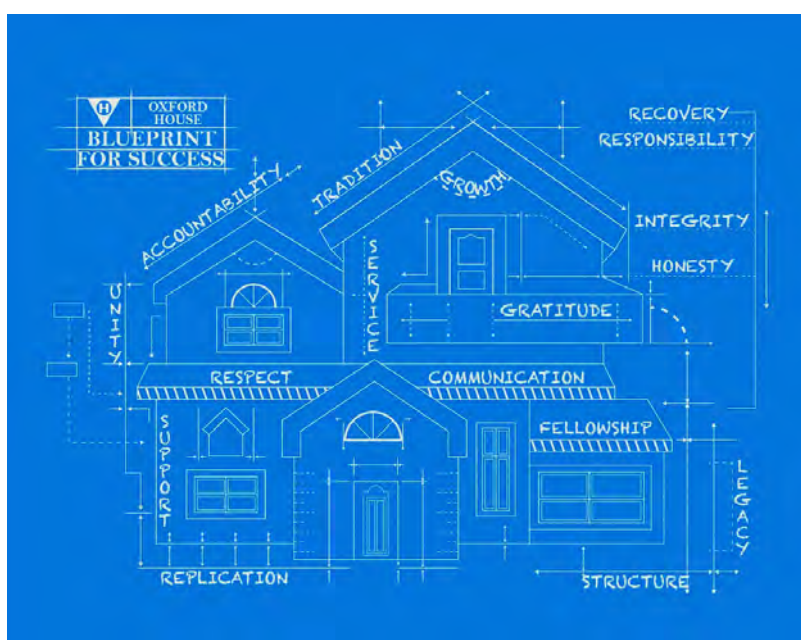 H
OXFORD
HOUSE
BLUEPRINT
FOR SUCCESS
RECOVERY
RESPONSIBILITY
TRADITION
GROWTH
ACCOUNTABILITY
INTEGRITY
SERVICE
HONESTY
UNITY
GRATITUDE
RESPECT
COMMUNICATION
SUPPORT
FELLOWSHIP
LEGACY
REPLICATION
STRUCTURE